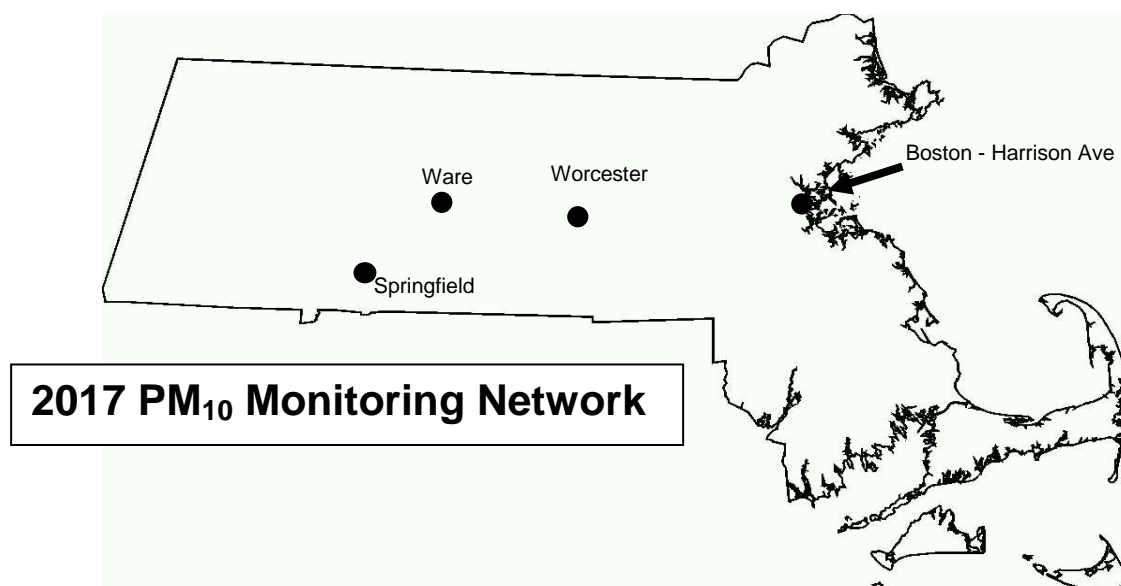 Boston - Harrison Ave
Ware
Worcester
Springfield
2017 PM₁₀ Monitoring Network